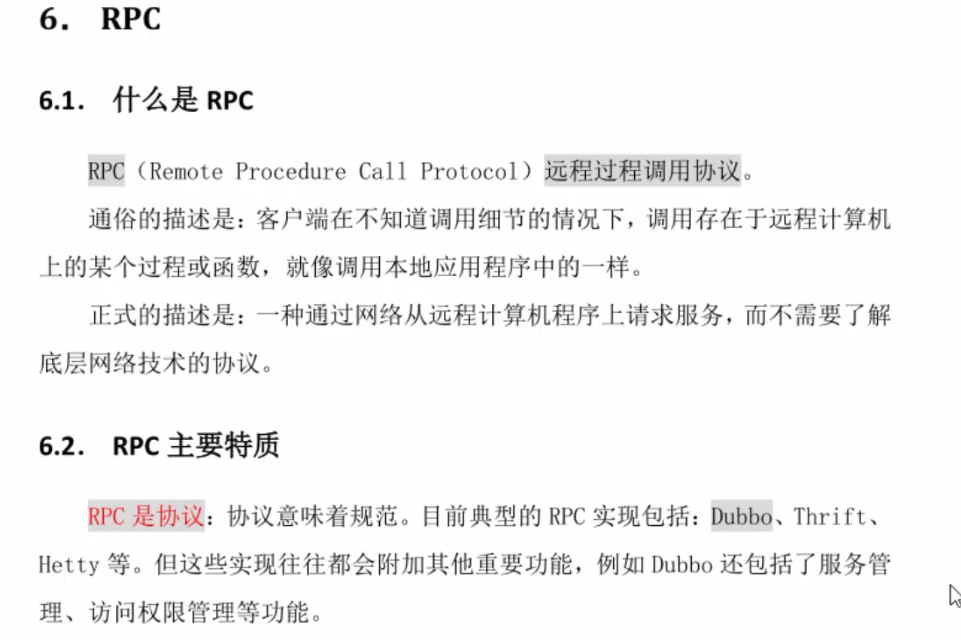 6. RPC
6.1. 什么是 RPC
RPC（Remote Procedure Call Protocol）远程过程调用协议。
通俗的描述是：客户端在不知道调用细节的情况下，调用存在于远程计算机
上的某个过程或函数，就像调用本地应用程序中的一样。
正式的描述是：一种通过网络从远程计算机程序上请求服务，而不需要了解
底层网络技术的协议。
6.2. RPC 主要特质
RPC 是协议：协议意味着规范。目前典型的 RPC 实现包括：Dubbo、Thrift、
Hetty 等。但这些实现往往都会附加其他重要功能，例如 Dubbo 还包括了服务管
理、访问权限管理等功能。